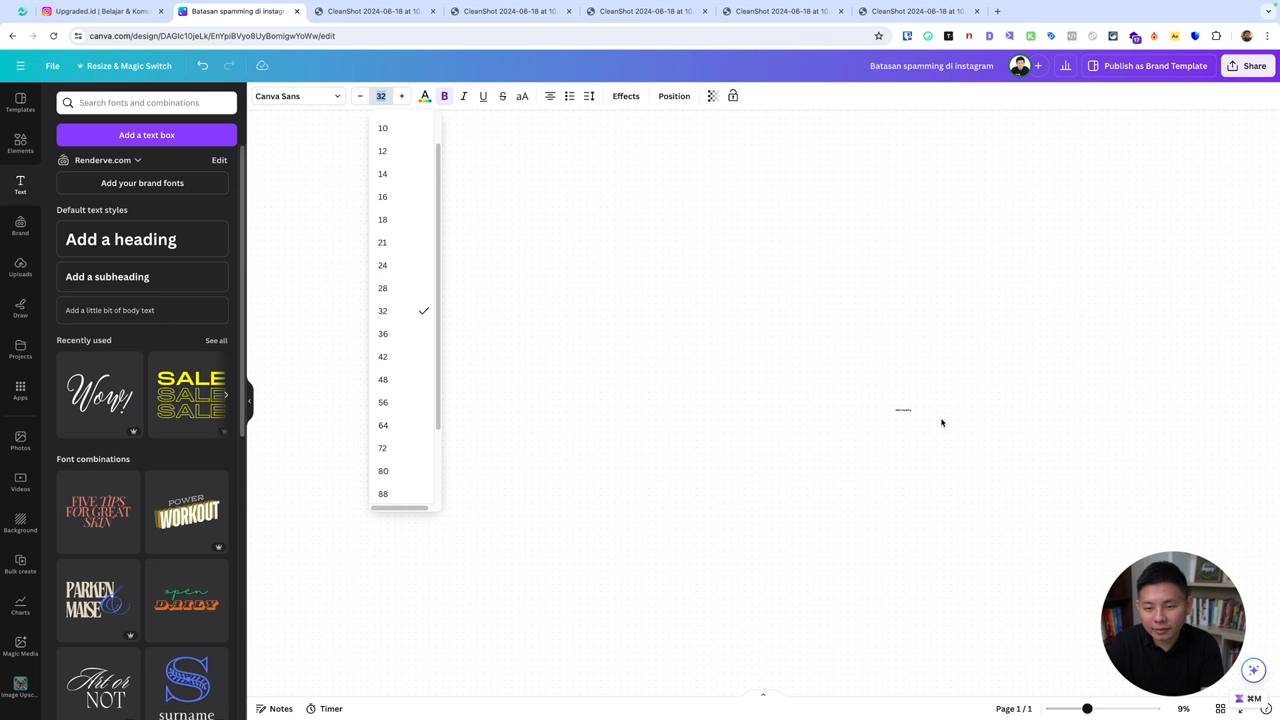 Upgraded.id | Belajar & Kom
Batasan spamming di instagram
CleanShot 2024-06-18 at
CleanShot 2024-06-18 at
CleanShot 2024-06-18 at
CleanShot 2024-06-18 at
CleanShot 2024-06-18 at
canva.com/design/DAGIc10jeLk/EnYpiBVyo8UyBomigwYoWw/edit
17
File
Resize & Magic Switch
Batasan spamming di instagram
Publish as Brand Template
Share
Search fonts and combinations
Canva Sans
32
Effects
Position
Templates
Elements
Text
Brand
Uploads
Draw
Projects
Apps
Photos
Videos
Background
Bulk create
Charts
Magic Media
Image Upsc...
Add a text box
Renderve.com
Edit
Add your brand fonts
Default text styles
Add a heading
Add a subheading
Add a little bit of body text
Recently used
See all
Wow!
SALE
SALE
SALE
Font combinations
FIVE TIPS
FOR GREAT
SKIN
POWER
WORKOUT
PARKEN
MAISE &
open
DAILY
Art or
NOT
S
surname
10
12
14
16
18
21
24
28
32
36
42
48
56
64
72
80
88
Notes
Timer
Page 1 / 1
9%
⌘M